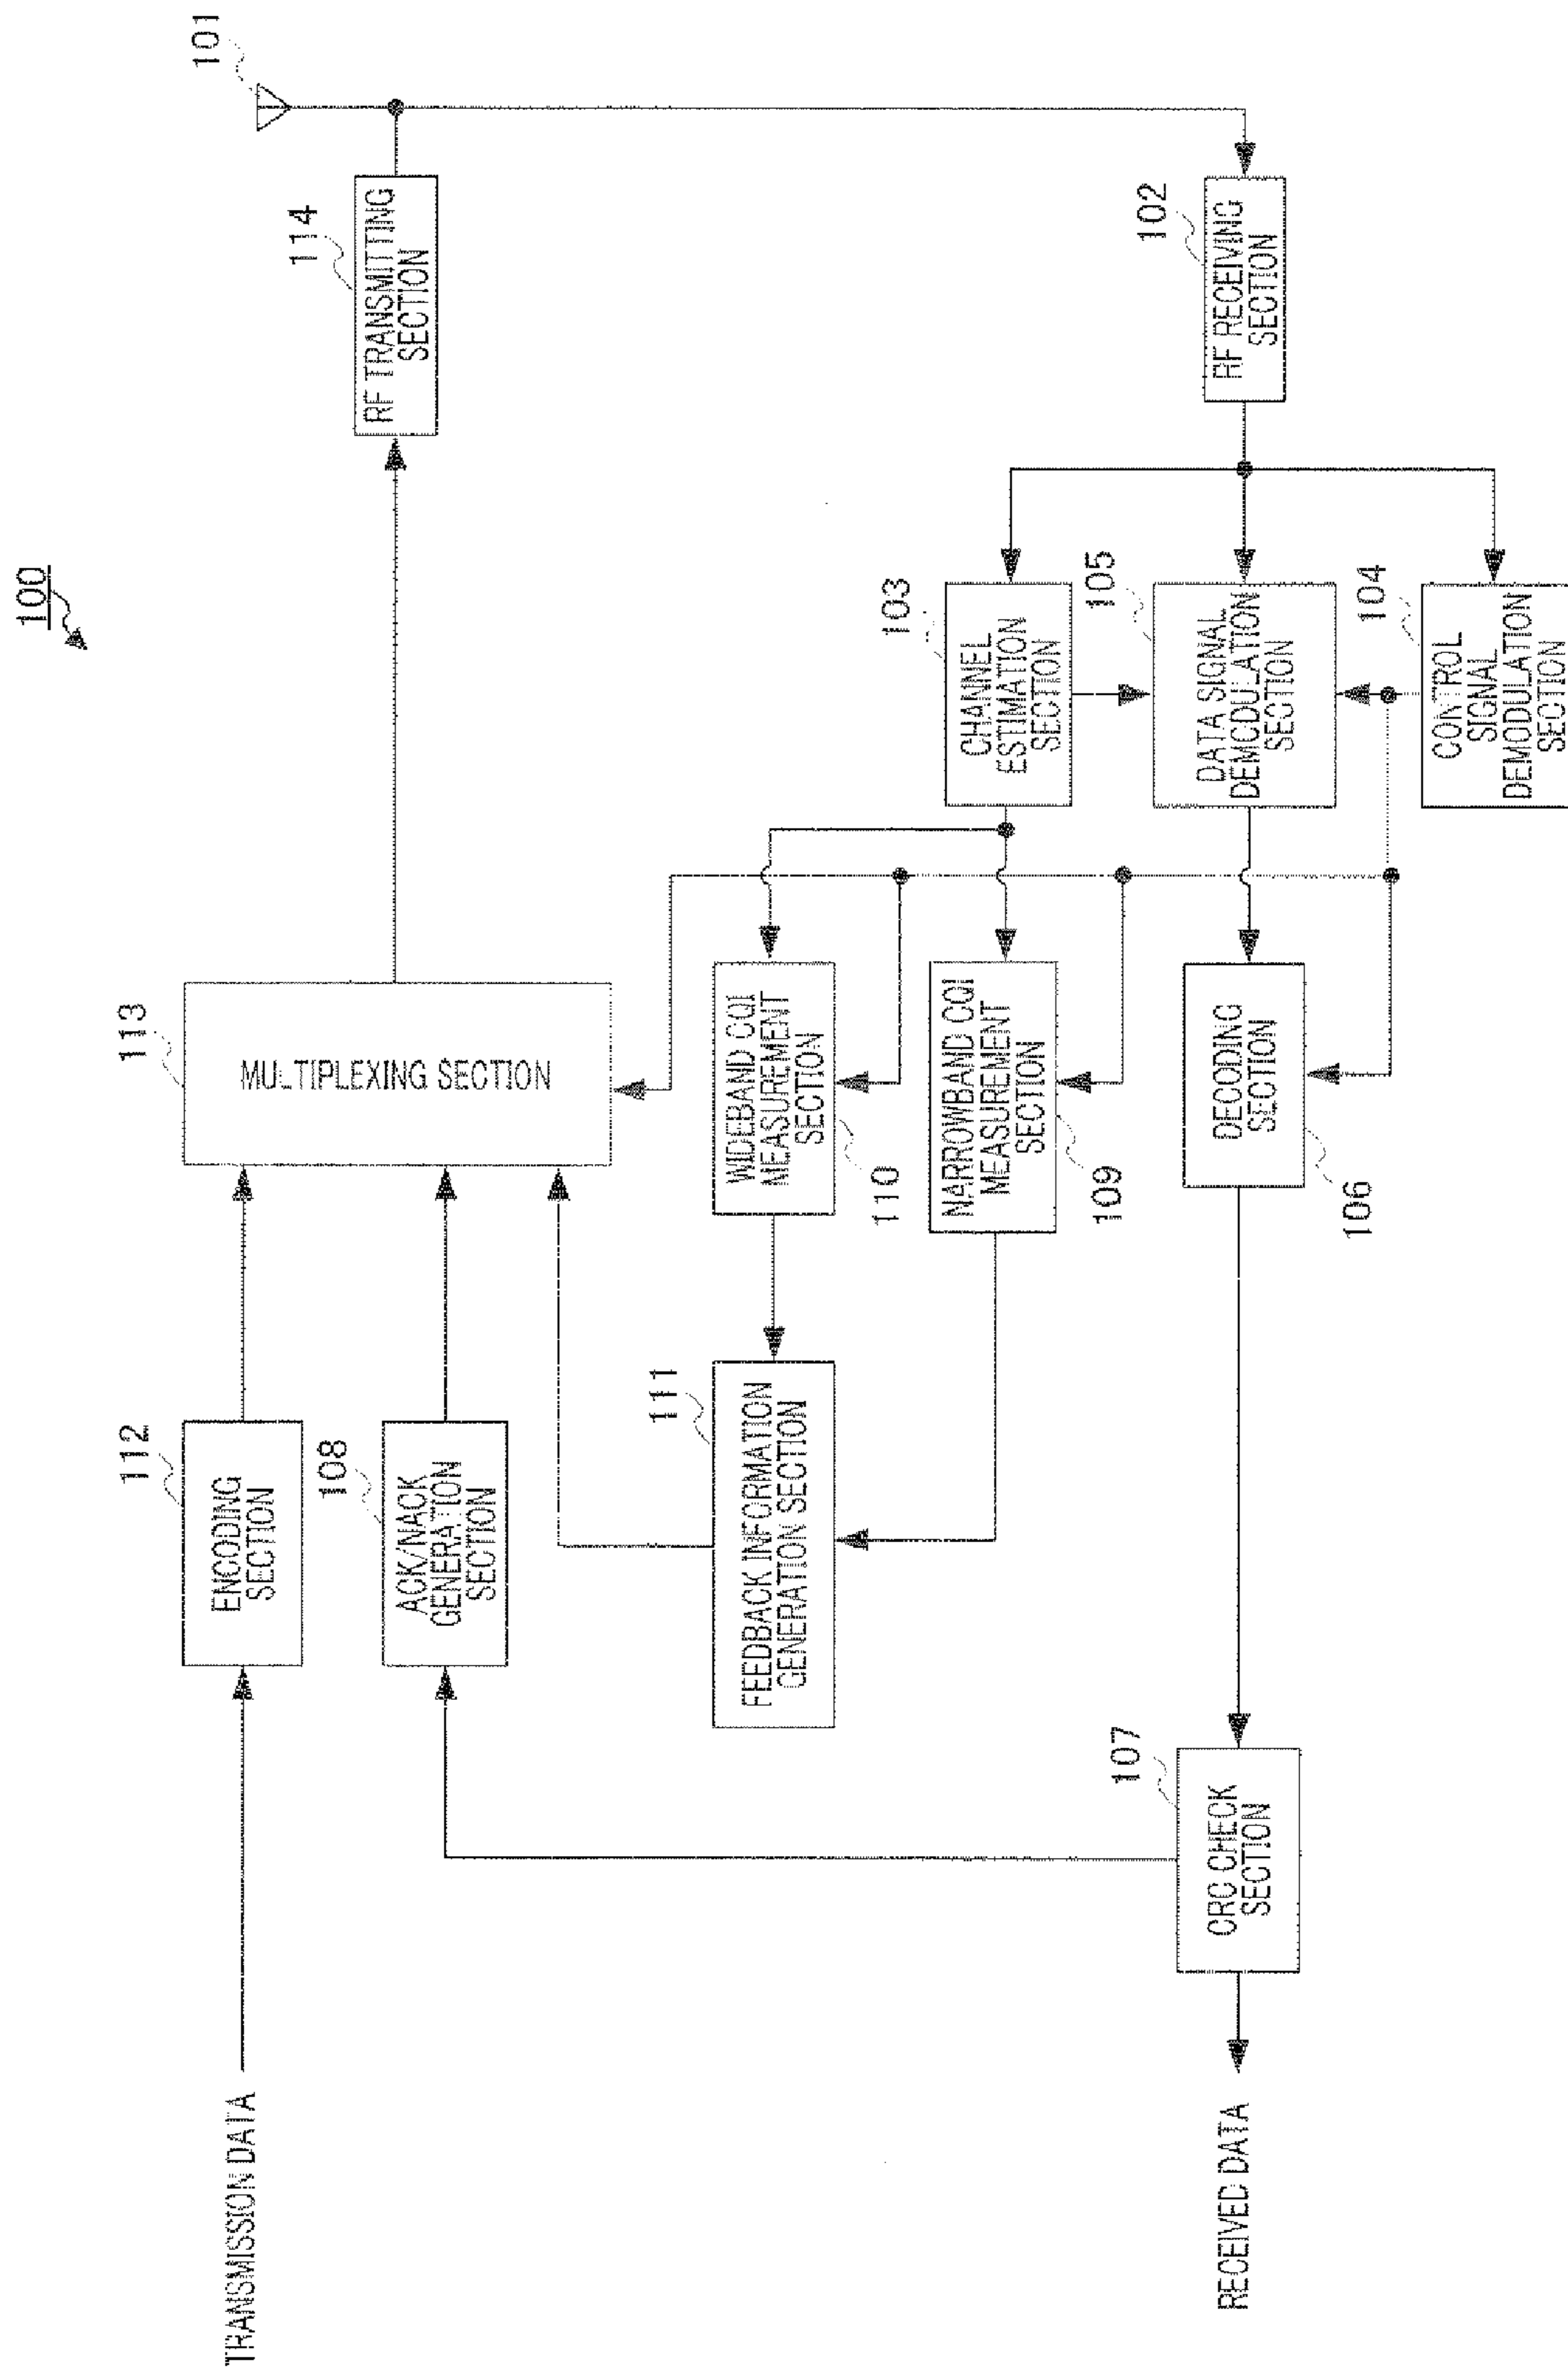 100
101
114
RF TRANSMITTING
SECTION
102
RF RECEIVING
SECTION
103
CHANNEL
ESTIMATION
SECTION
105
DATA SIGNAL
DEMODULATION
SECTION
104
CONTROL
SIGNAL
DEMODULATION
SECTION
113
MULTIPLEXING SECTION
WIDEBAND CQI
MEASUREMENT
SECTION
110
NARROWBAND CQI
MEASUREMENT
SECTION
109
DECODING
SECTION
106
112
ENCODING
SECTION
108
ACK/NACK
GENERATION
SECTION
111
FEEDBACK INFORMATION
GENERATION SECTION
107
CRC CHECK
SECTION
TRANSMISSION DATA
RECEIVED DATA